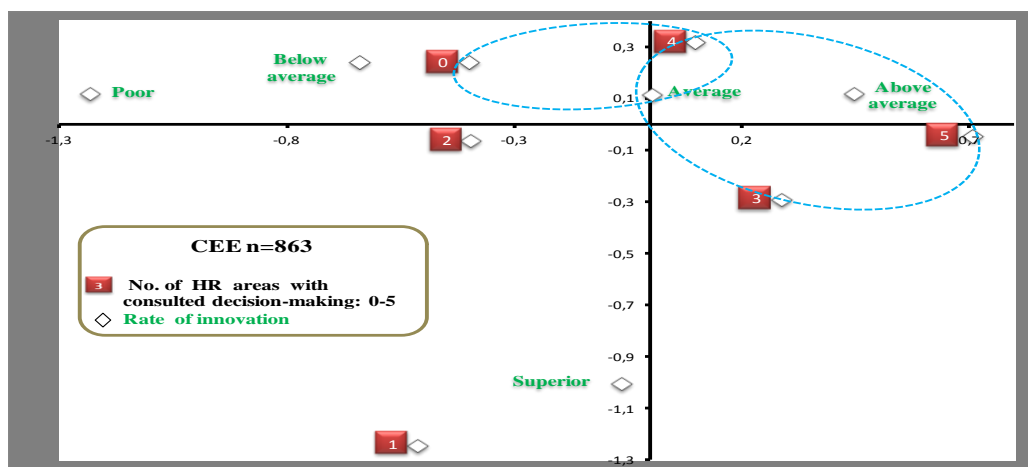 0,3
4
Below
average
0
Poor
0,1
Average
Above
average
-1,3
-0,8
-0,3
0,2
0,7
2
-0,1
5
-0,3
3
CEE n=863
3 No. of HR areas with
consulted decision-making: 0-5
Rate of innovation
-0,5
-0,7
-0,9
Superior
-1,1
1
-1,3